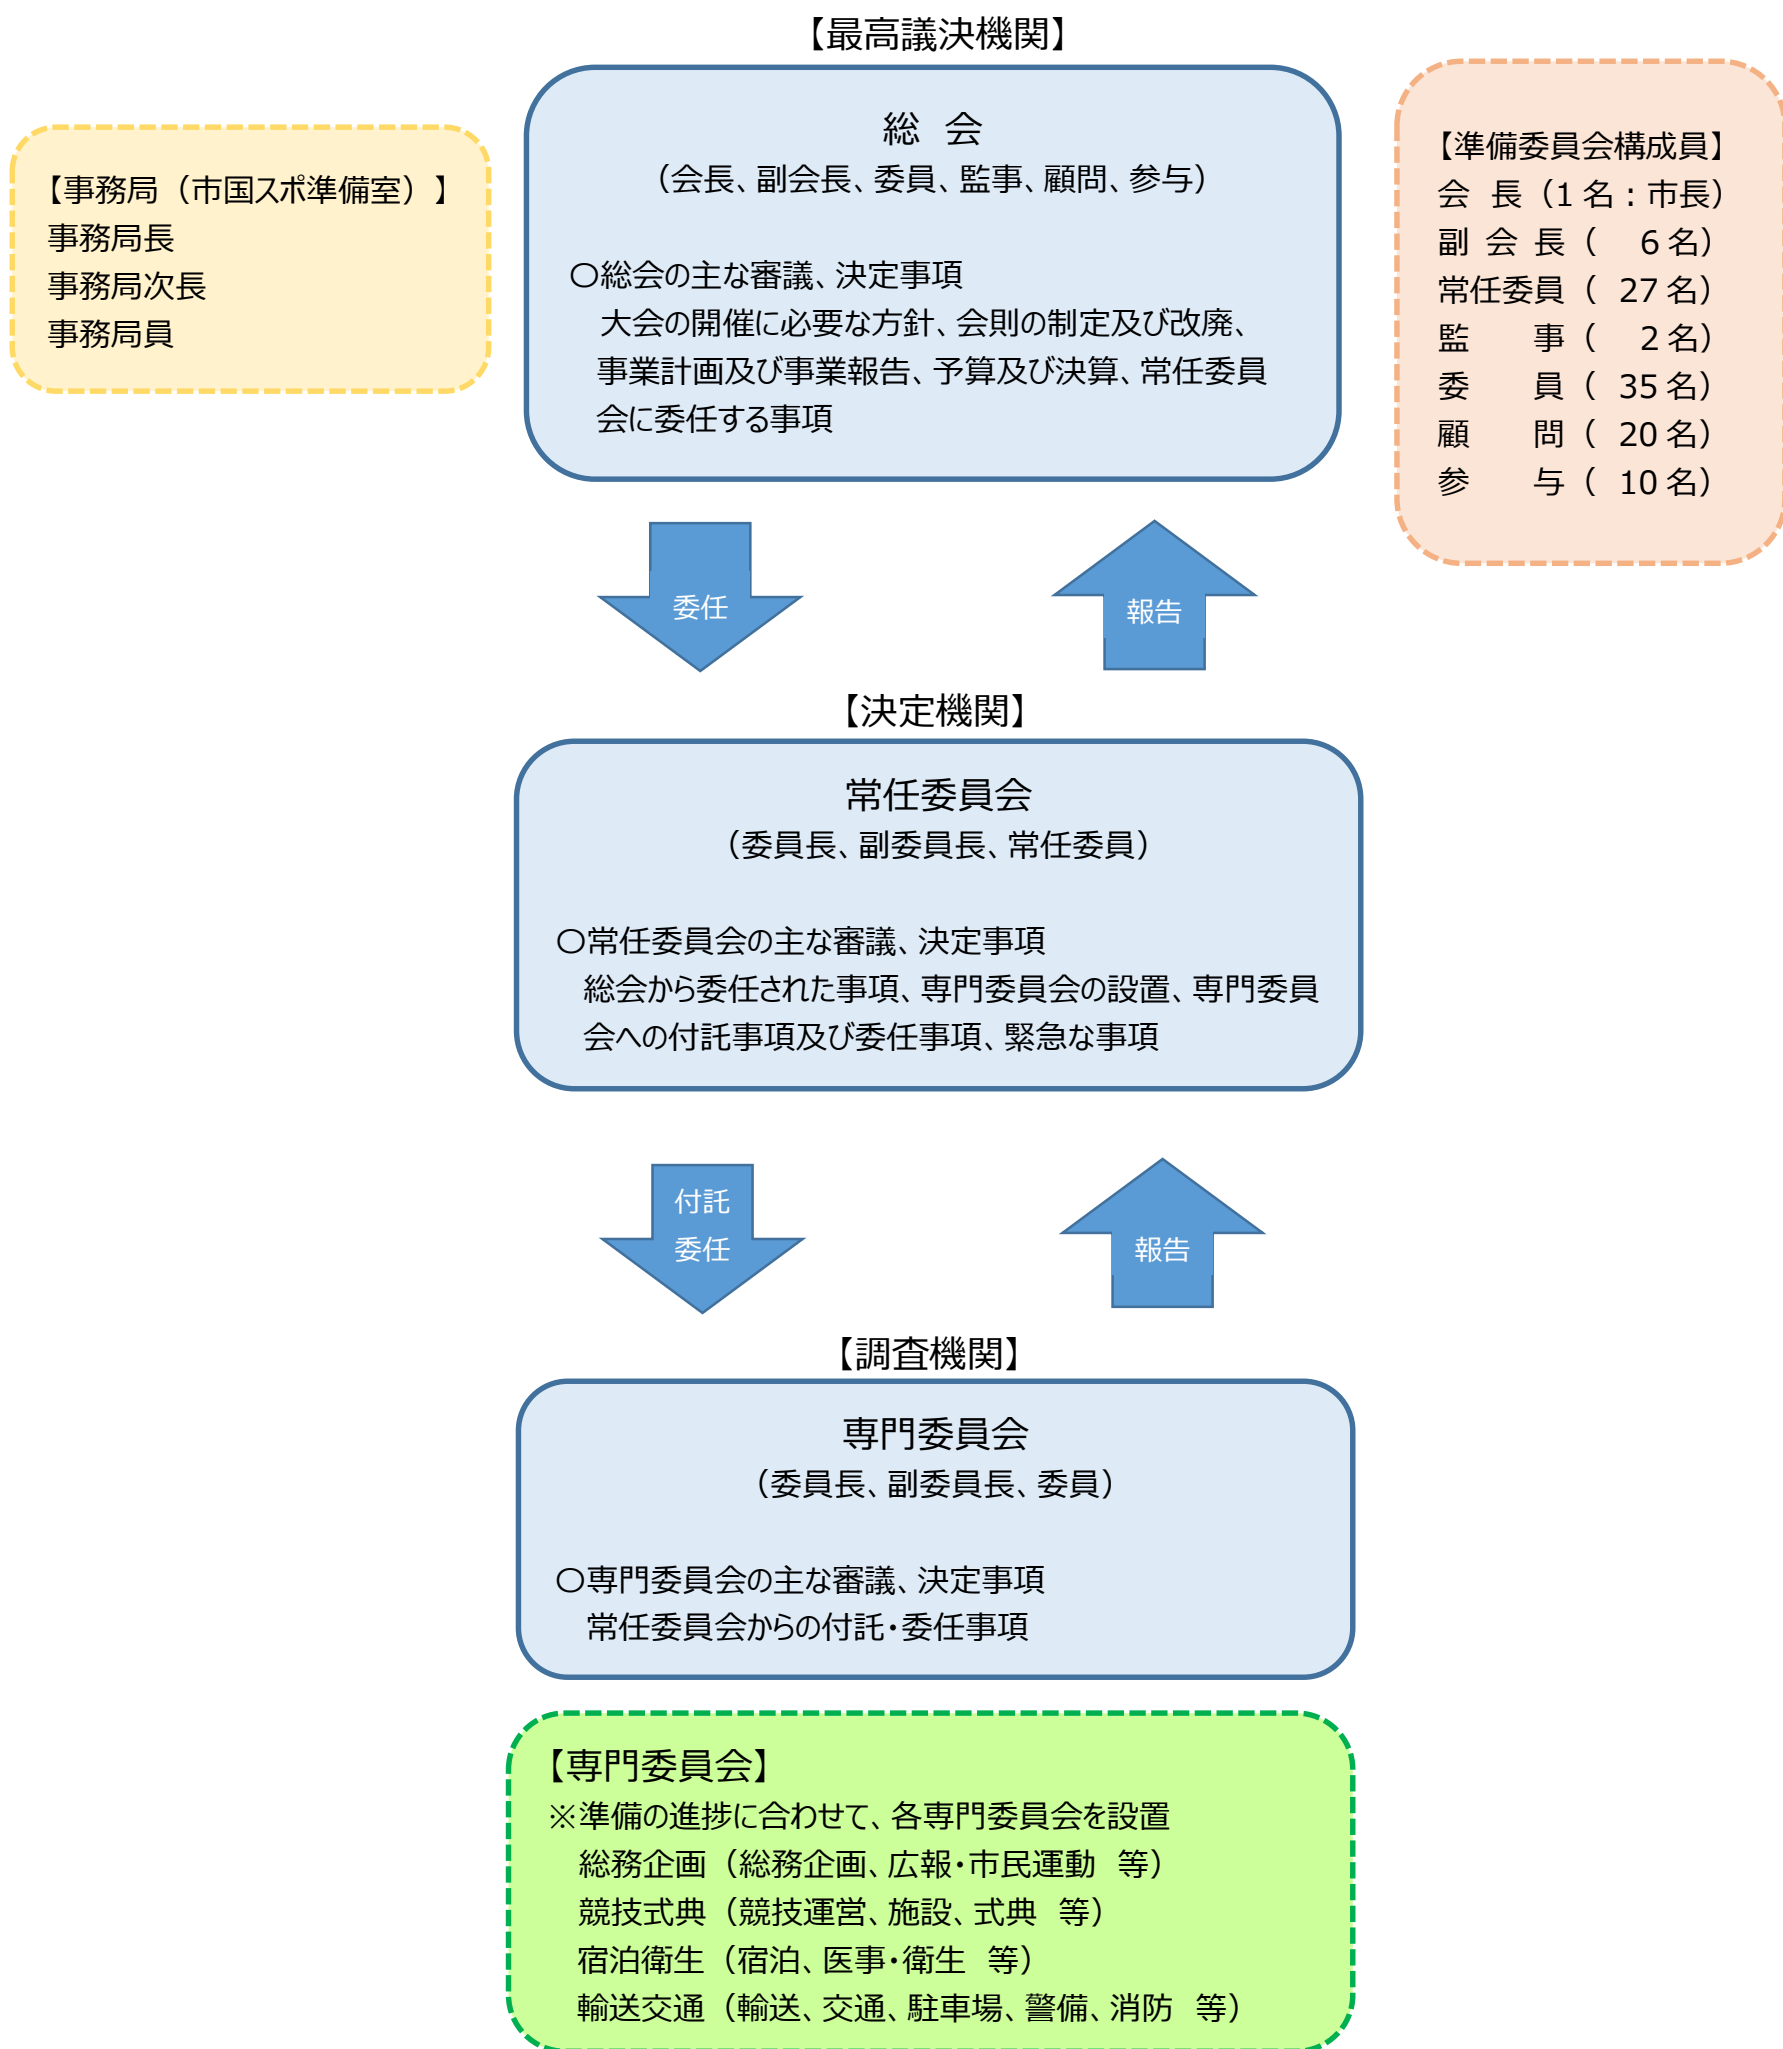 【最高議決機関】
総　会
（会長、副会長、委員、監事、顧問、参与）
〇総会の主な審議、決定事項
大会の開催に必要な方針、会則の制定及び改廃、
事業計画及び事業報告、予算及び決算、常任委員
会に委任する事項
【事務局（市国スポ準備室）】
事務局長
事務局次長
事務局員
【準備委員会構成員】
会　長（1 名：市長）
副 会 長（　 6 名）
常任委員（ 27 名）
監　　事（　 2 名）
委　　員（ 35 名）
顧　　問（ 20 名）
参　　与（ 10 名）
委任
報告
【決定機関】
常任委員会
（委員長、副委員長、常任委員）
〇常任委員会の主な審議、決定事項
総会から委任された事項、専門委員会の設置、専門委員
会への付託事項及び委任事項、緊急な事項
付託
委任
報告
【調査機関】
専門委員会
（委員長、副委員長、委員）
〇専門委員会の主な審議、決定事項
常任委員会からの付託・委任事項
【専門委員会】
※準備の進捗に合わせて、各専門委員会を設置
総務企画（総務企画、広報・市民運動　等）
競技式典（競技運営、施設、式典　等）
宿泊衛生（宿泊、医事・衛生　等）
輸送交通（輸送、交通、駐車場、警備、消防　等）